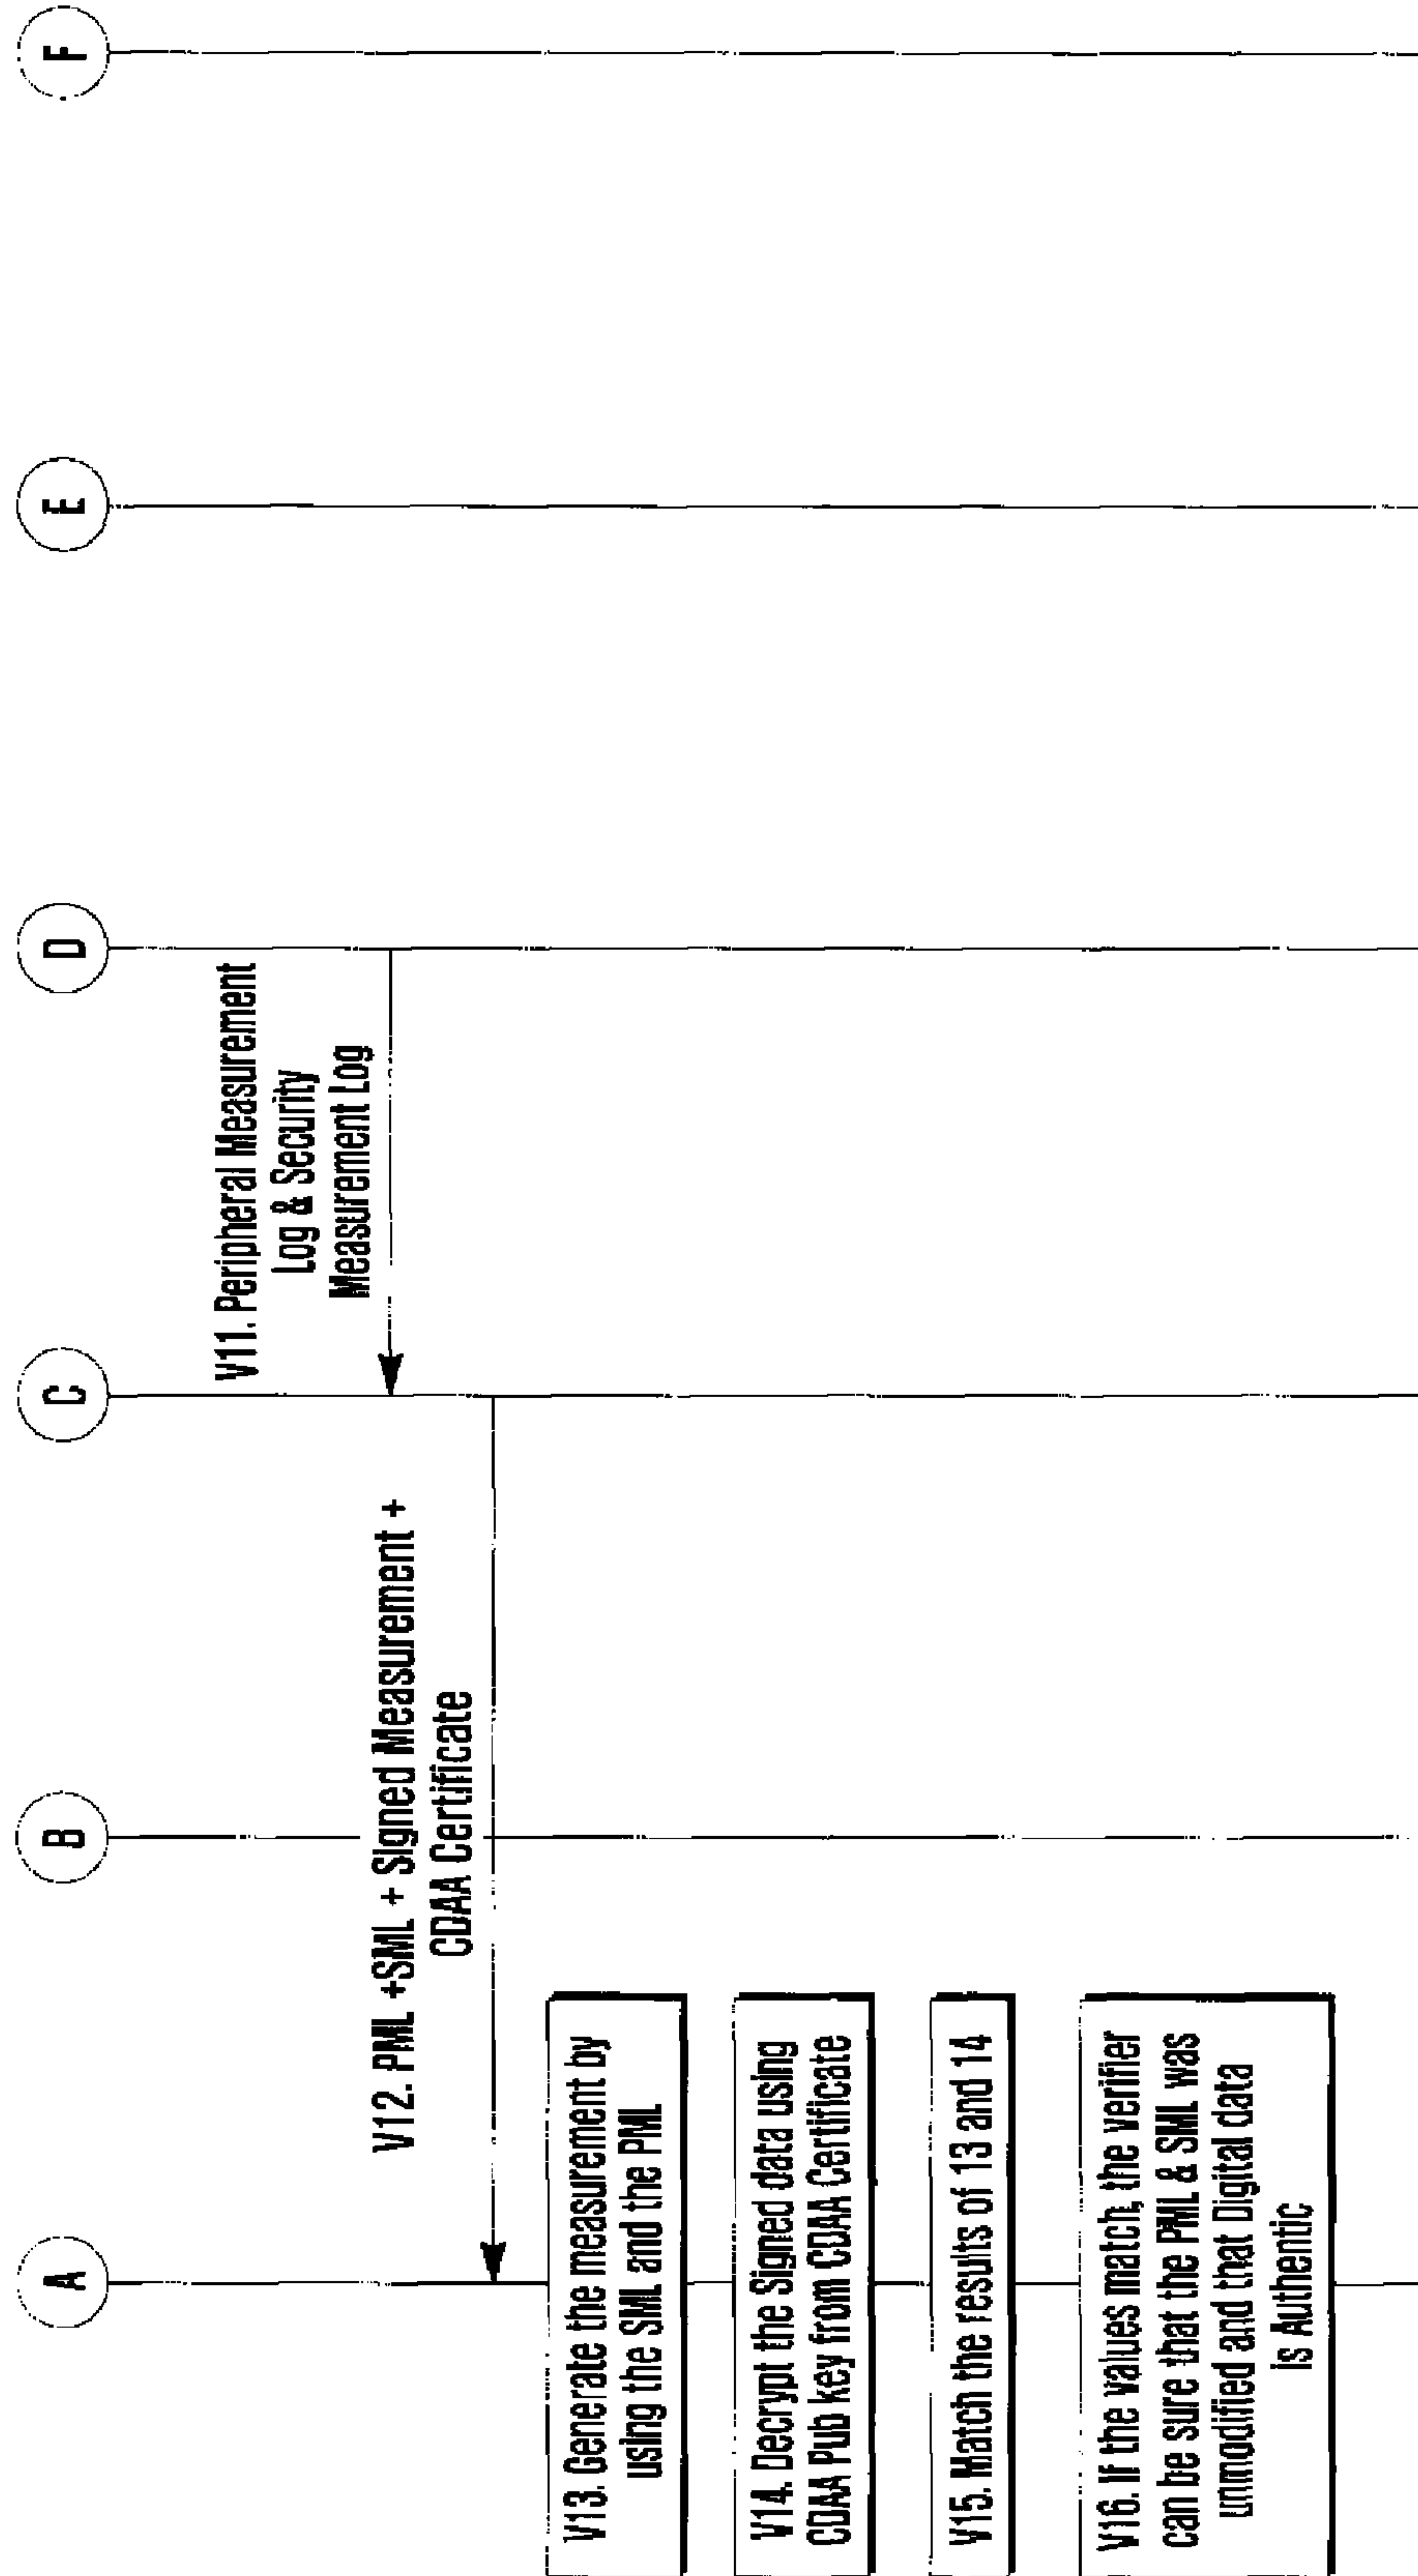 A
B
C
D
E
F
V11. Peripheral Measurement
Log & Security
Measurement Log
V12. PML +SML + Signed Measurement +
CDAA Certificate
V13. Generate the measurement by
using the SML and the PML
V14. Decrypt the Signed data using
CDAA Pub key from CDAA Certificate
V15. Match the results of 13 and 14
V16. If the values match, the verifier
can be sure that the PML & SML was
unmodified and that Digital data
is Authentic